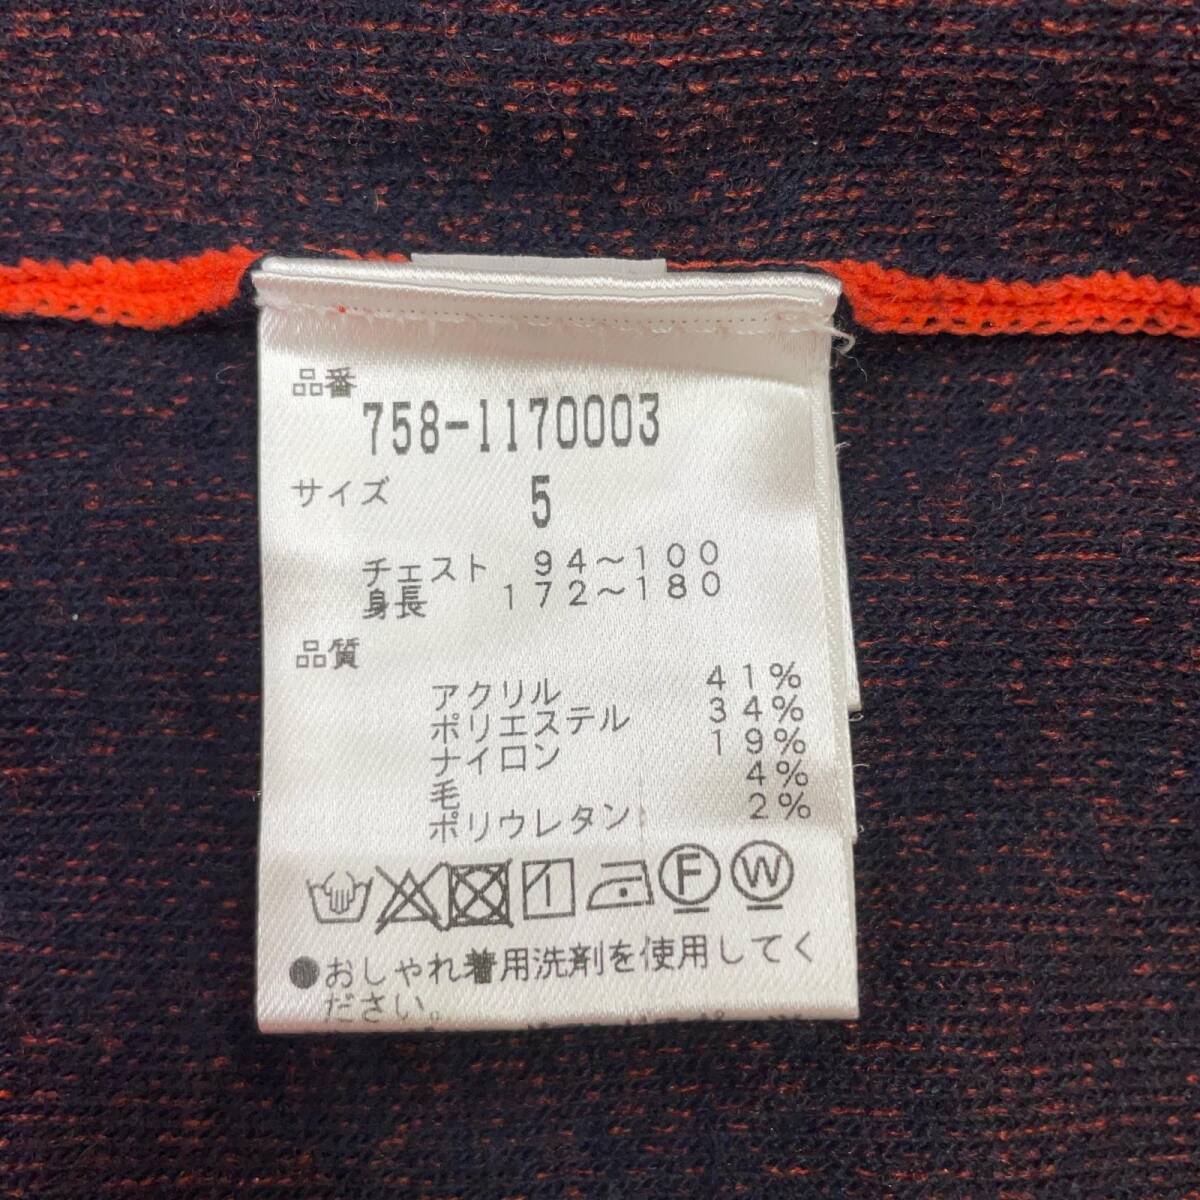 品番
758-1170003
サイズ 5
チェスト 94～100
身長 172～180
品質
アクリル 41%
ポリエステル 34%
ナイロン 19%
毛 4%
ポリウレタン 2%
F W
●おしゃれ着用洗剤を使用してく
ださい。